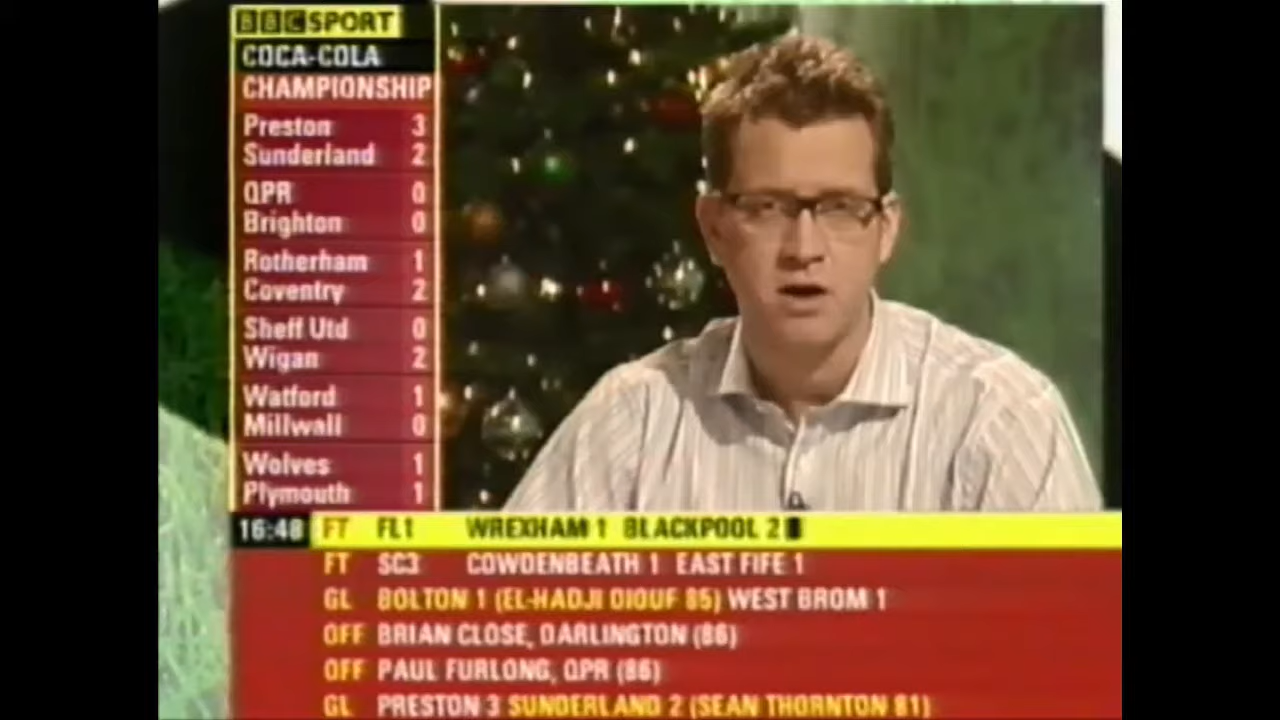 BBC SPORT
COCA-COLA
CHAMPIONSHIP
Preston 3
Sunderland 2
QPR 0
Brighton 0
Rotherham 1
Coventry 2
Sheff Utd 0
Wigan 2
Watford 1
Millwall 0
Wolves 1
Plymouth 1
16:48 FT FL1 WREXHAM 1 BLACKPOOL 2
FT SC3 COWDENBEATH 1 EAST FIFE 1
GL BOLTON 1 (EL-HADJI DIOUF 85) WEST BROM 1
OFF BRIAN CLOSE, DARLINGTON (86)
OFF PAUL FURLONG, QPR (86)
GL PRESTON 3 SUNDERLAND 2 (SEAN THORNTON 81)